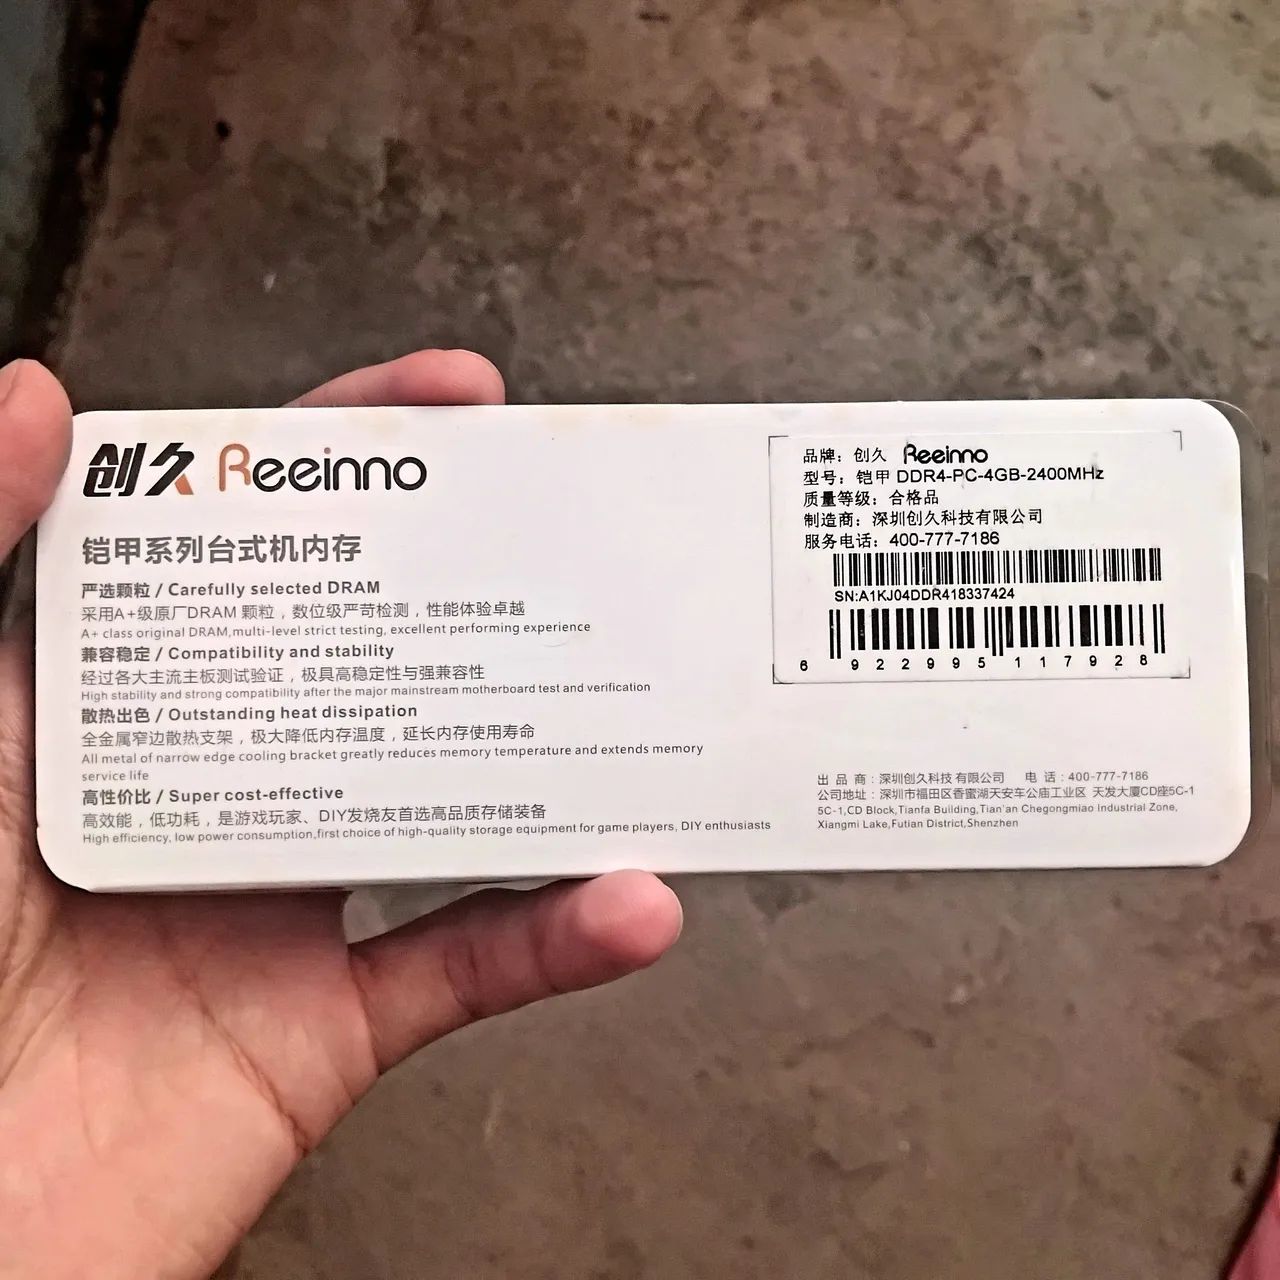 创久 Reeinno
铠甲系列台式机内存
严选颗粒 / Carefully selected DRAM
采用A+级原厂DRAM 颗粒，数位级严苛检测，性能体验卓越
A+ class original DRAM,multi-level strict testing, excellent performing experience
兼容稳定 / Compatibility and stability
经过各大主流主板测试验证，极具高稳定性与强兼容性
High stability and strong compatibility after the major mainstream motherboard test and verification
散热出色 / Outstanding heat dissipation
全金属窄边散热支架，极大降低内存温度，延长内存使用寿命
All metal of narrow edge cooling bracket greatly reduces memory temperature and extends memory
service life
高性价比 / Super cost-effective
高效能，低功耗，是游戏玩家、DIY发烧友首选高品质存储装备
High efficiency, low power consumption,first choice of high-quality storage equipment for game players, DIY enthusiasts
品牌：创久 Reeinno
型号：铠甲 DDR4-PC-4GB-2400MHz
质量等级：合格品
制造商：深圳创久科技有限公司
服务电话：400-777-7186
SN:A1KJ04DDR418337424
6 922995 117928
出 品 商：深圳创久科技有限公司 电 话：400-777-7186
公司地址：深圳市福田区香蜜湖天安车公庙工业区 天发大厦CD座5C-1
5C-1,CD Block,Tianfa Building,Tian'an Chegongmiao Industrial Zone,
Xiangmi Lake,Futian District,Shenzhen